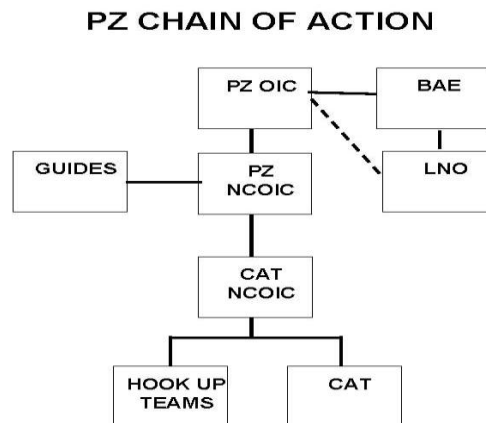 PZ CHAIN OF ACTION
PZ OIC
BAE
GUIDES
PZ
NCOIC
LNO
CAT
NCOIC
HOOK UP
TEAMS
CAT